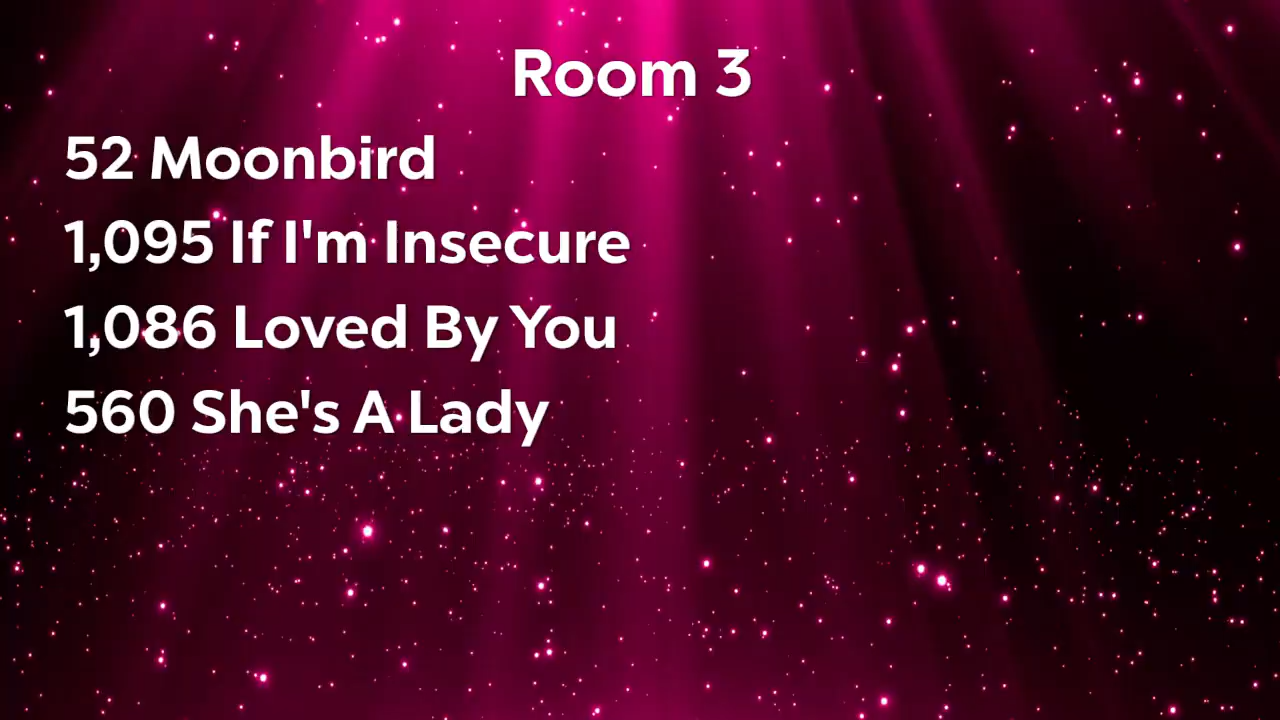 Room 3
52 Moonbird
1,095 If I'm Insecure
1,086 Loved By You
560 She's A Lady